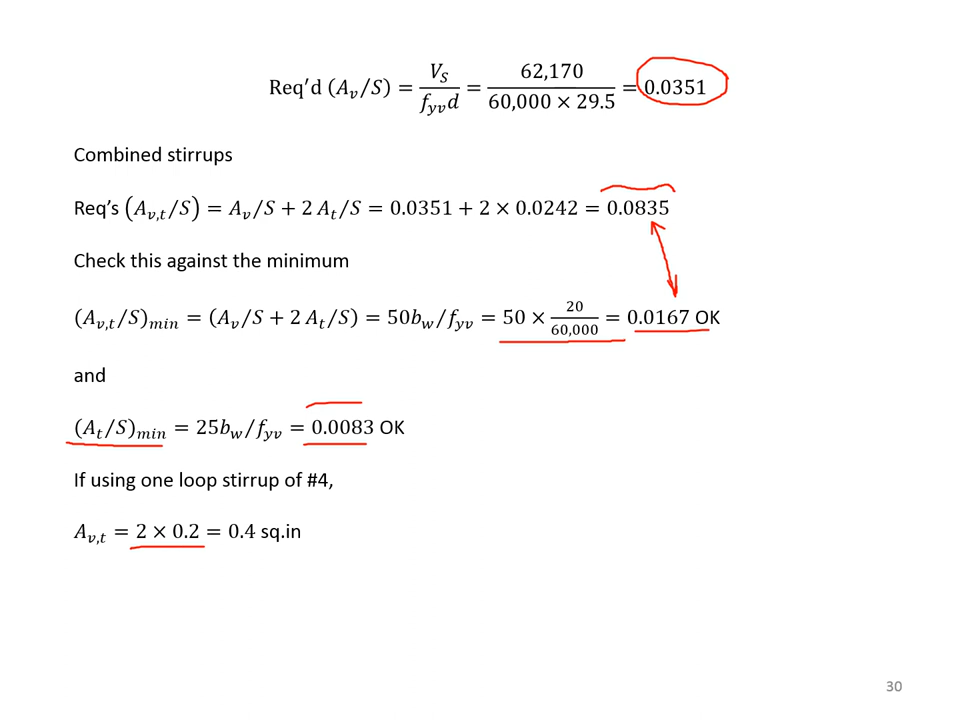 Req′d (A_v/S) = V_S / f_yv d = 62,170 / 60,000 × 29.5 = 0.0351
Combined stirrups
Req's (A_v,t/S) = A_v/S + 2 A_t/S = 0.0351 + 2 × 0.0242 = 0.0835
Check this against the minimum
(A_v,t/S)_min = (A_v/S + 2 A_t/S) = 50b_w/f_yv = 50 × 20/60,000 = 0.0167 OK
and
(A_t/S)_min = 25b_w/f_yv = 0.0083 OK
If using one loop stirrup of #4,
A_v,t = 2 × 0.2 = 0.4 sq.in
30